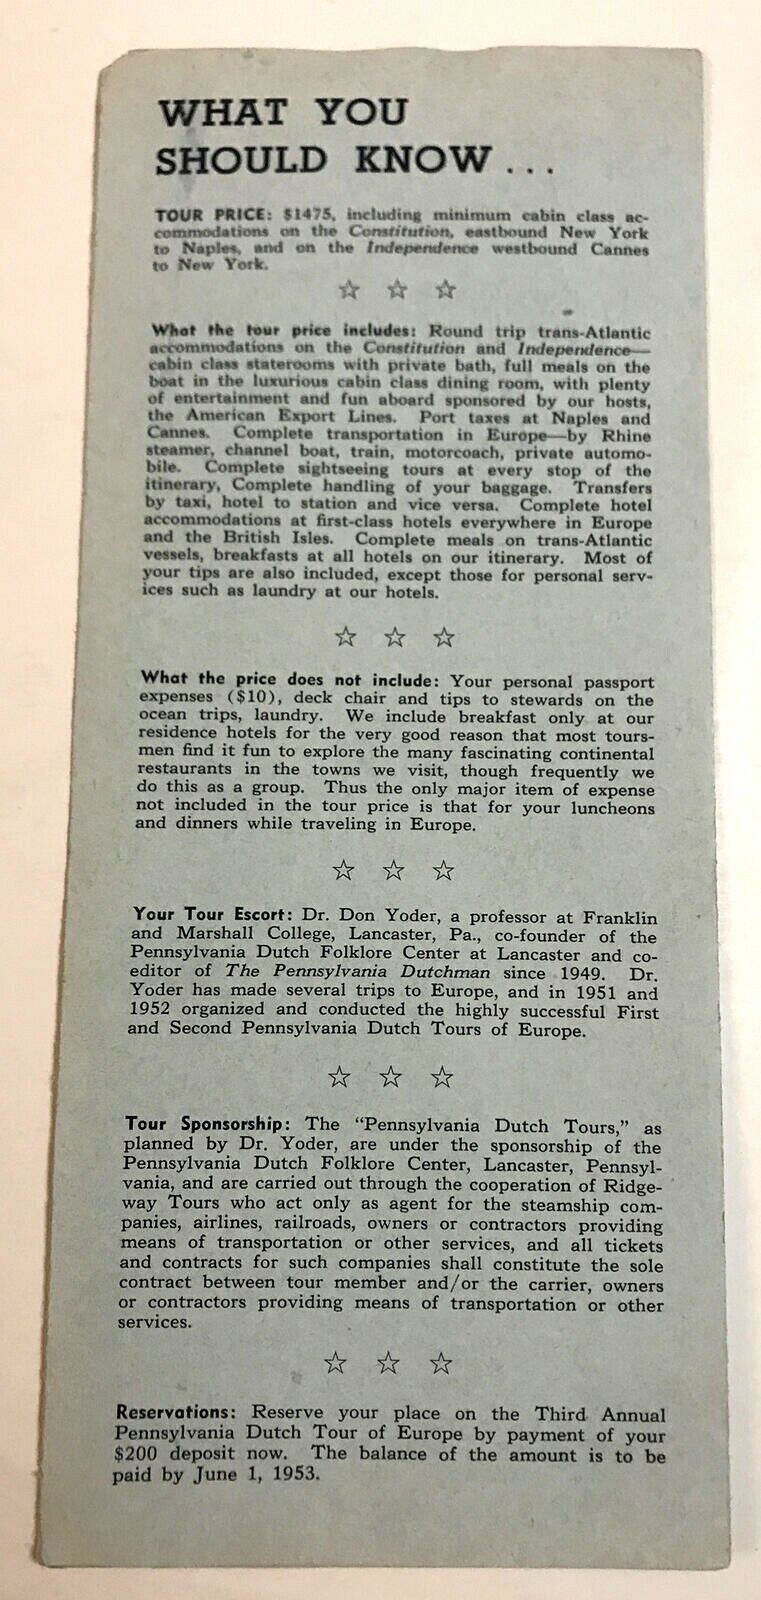 WHAT YOU
SHOULD KNOW...
TOUR PRICE: $1475, including minimum cabin class ac-
commodations on the Constitution, eastbound New York
to Naples, and on the Independence westbound Cannes
to New York.
☆ ☆ ☆
What the tour price includes: Round trip trans-Atlantic
accommodations on the Constitution and Independence—
cabin class staterooms with private bath, full meals on the
boat in the luxurious cabin class dining room, with plenty
of entertainment and fun aboard sponsored by our hosts,
the American Export Lines. Port taxes at Naples and
Cannes. Complete transportation in Europe—by Rhine
steamer, channel boat, train, motorcoach, private automo-
bile. Complete sightseeing tours at every stop of the
itinerary, Complete handling of your baggage. Transfers
by taxi, hotel to station and vice versa. Complete hotel
accommodations at first-class hotels everywhere in Europe
and the British Isles. Complete meals on trans-Atlantic
vessels, breakfasts at all hotels on our itinerary. Most of
your tips are also included, except those for personal serv-
ices such as laundry at our hotels.
☆ ☆ ☆
What the price does not include: Your personal passport
expenses ($10), deck chair and tips to stewards on the
ocean trips, laundry. We include breakfast only at our
residence hotels for the very good reason that most tours-
men find it fun to explore the many fascinating continental
restaurants in the towns we visit, though frequently we
do this as a group. Thus the only major item of expense
not included in the tour price is that for your luncheons
and dinners while traveling in Europe.
☆ ☆ ☆
Your Tour Escort: Dr. Don Yoder, a professor at Franklin
and Marshall College, Lancaster, Pa., co-founder of the
Pennsylvania Dutch Folklore Center at Lancaster and co-
editor of The Pennsylvania Dutchman since 1949. Dr.
Yoder has made several trips to Europe, and in 1951 and
1952 organized and conducted the highly successful First
and Second Pennsylvania Dutch Tours of Europe.
☆ ☆ ☆
Tour Sponsorship: The "Pennsylvania Dutch Tours," as
planned by Dr. Yoder, are under the sponsorship of the
Pennsylvania Dutch Folklore Center, Lancaster, Pennsyl-
vania, and are carried out through the cooperation of Ridge-
way Tours who act only as agent for the steamship com-
panies, airlines, railroads, owners or contractors providing
means of transportation or other services, and all tickets
and contracts for such companies shall constitute the sole
contract between tour member and/or the carrier, owners
or contractors providing means of transportation or other
services.
☆ ☆ ☆
Reservations: Reserve your place on the Third Annual
Pennsylvania Dutch Tour of Europe by payment of your
$200 deposit now. The balance of the amount is to be
paid by June 1, 1953.